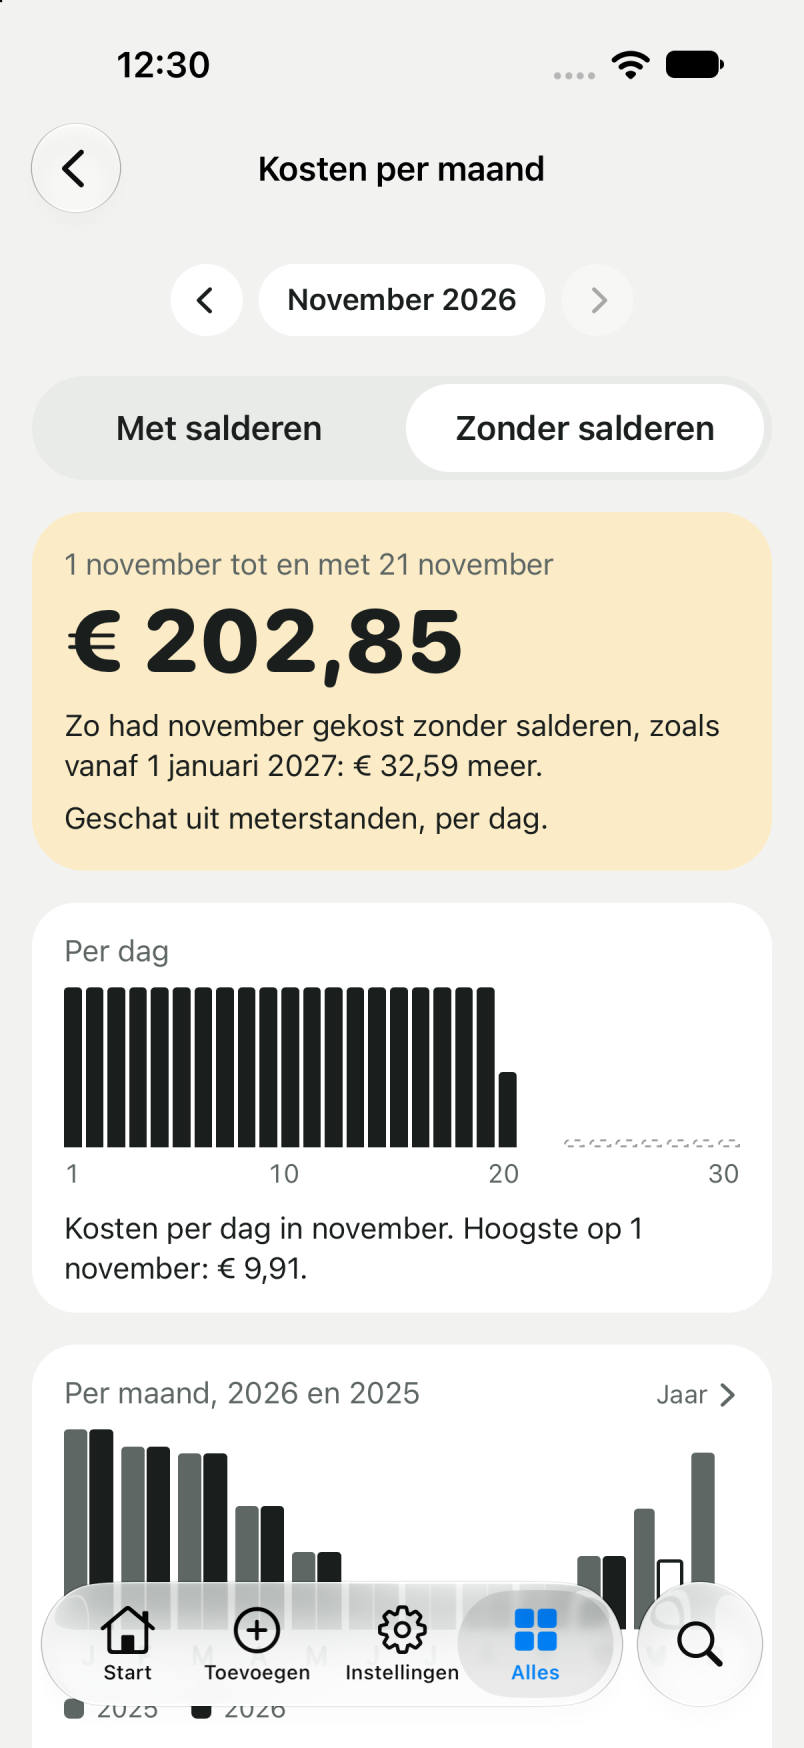 12:30
Kosten per maand
November 2026
Met salderen
Zonder salderen
1 november tot en met 21 november
€ 202,85
Zo had november gekost zonder salderen, zoals
vanaf 1 januari 2027: € 32,59 meer.
Geschat uit meterstanden, per dag.
Per dag
1 10 20 30
Kosten per dag in november. Hoogste op 1
november: € 9,91.
Per maand, 2026 en 2025
Jaar
Start
Toevoegen
Instellingen
Alles
2025 2026